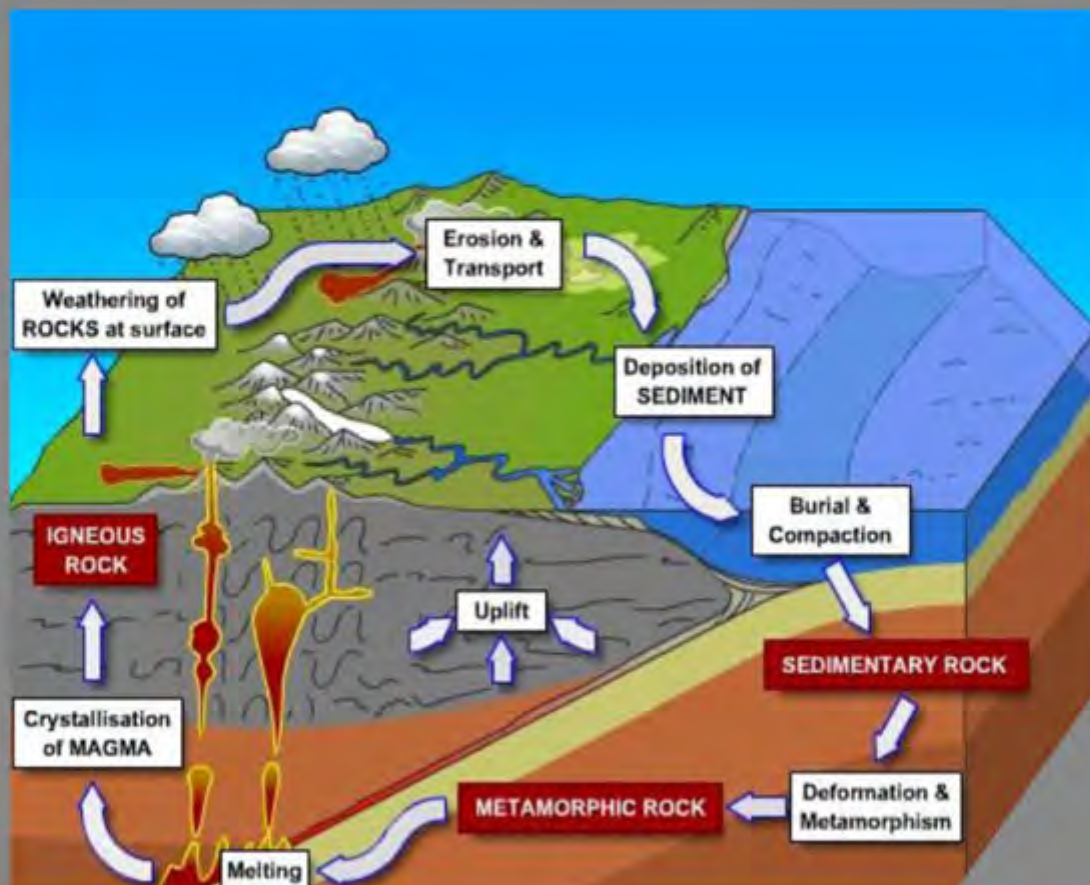 Erosion &
Transport
Weathering of
ROCKS at surface
Deposition of
SEDIMENT
Burial &
Compaction
IGNEOUS
ROCK
Uplift
SEDIMENTARY ROCK
Crystallisation
of MAGMA
Deformation &
Metamorphism
METAMORPHIC ROCK
Melting